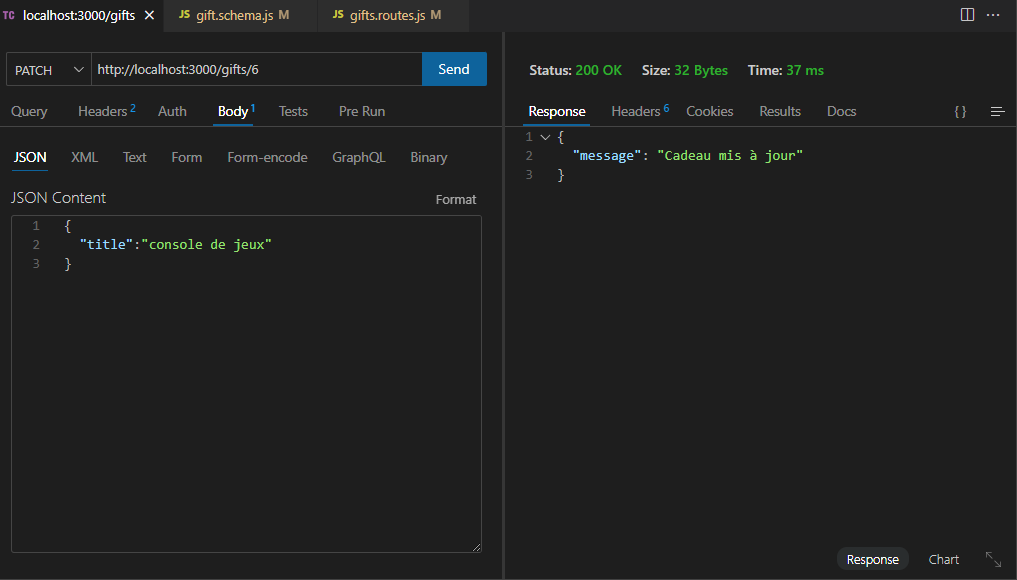 TC localhost:3000/gifts × JS gift.schema.js M JS gifts.routes.js M
PATCH http://localhost:3000/gifts/6 Send
Query Headers 2 Auth Body 1 Tests Pre Run
JSON XML Text Form Form-encode GraphQL Binary
JSON Content Format
1 {
2 "title":"console de jeux"
3 }
Status: 200 OK Size: 32 Bytes Time: 37 ms
Response Headers 6 Cookies Results Docs {}
1 {
2 "message": "Cadeau mis à jour"
3 }
Response Chart